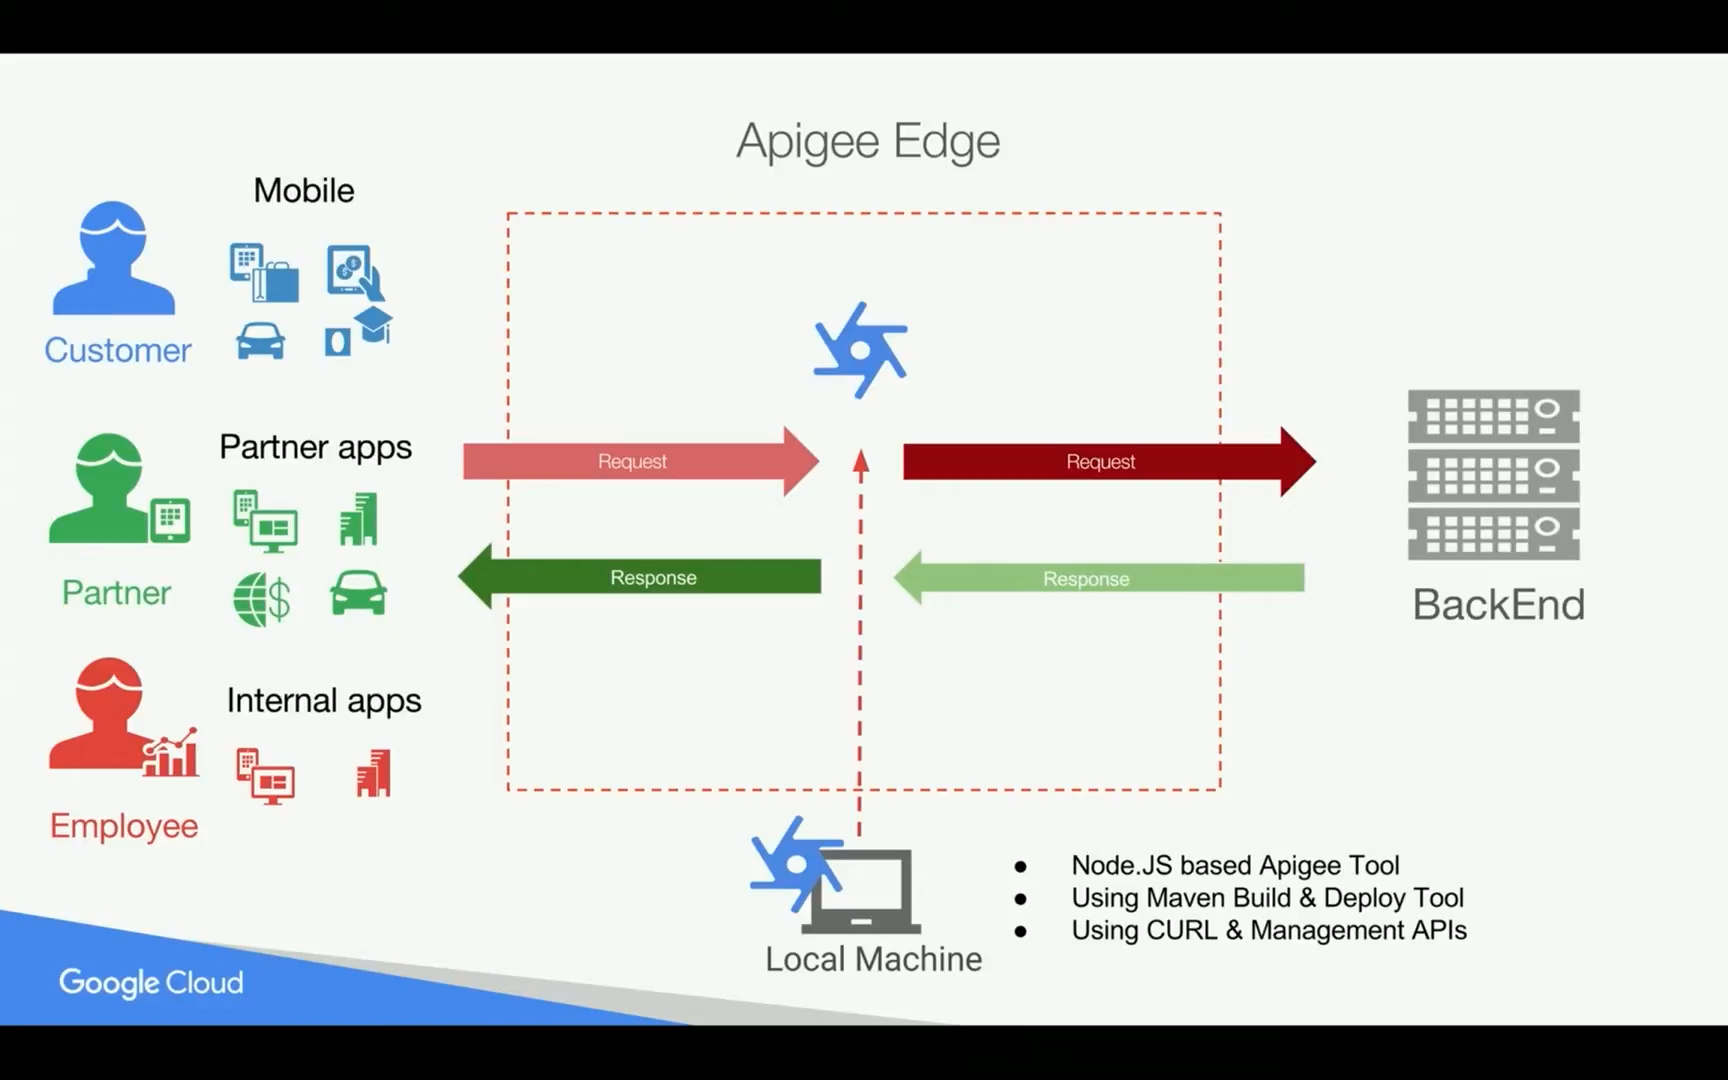 Apigee Edge
Mobile
Customer
Partner apps
Partner
Internal apps
Employee
Request
Request
Response
Response
BackEnd
Local Machine
● Node.JS based Apigee Tool
● Using Maven Build & Deploy Tool
● Using CURL & Management APIs
Google Cloud